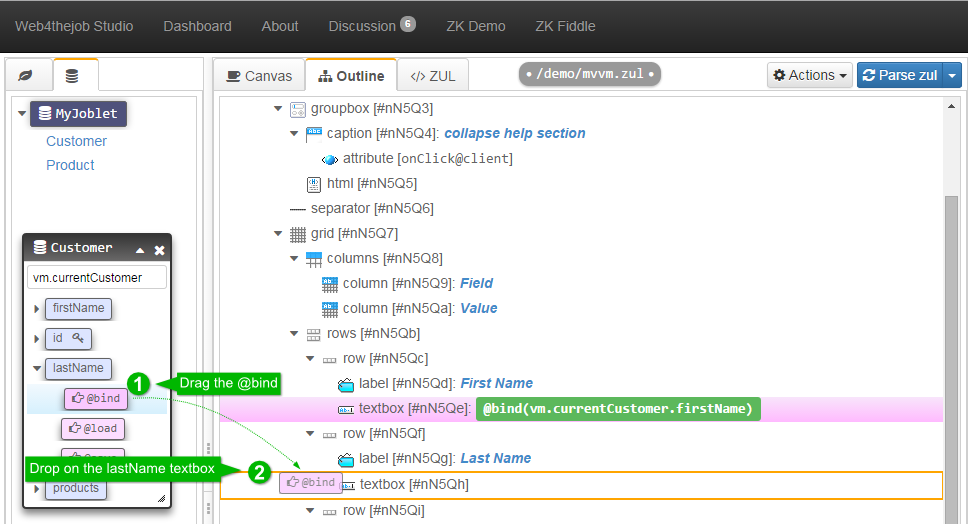 Web4thejob Studio Dashboard About Discussion 6 ZK Demo ZK Fiddle
Canvas Outline </> ZUL • /demo/mvvm.zul • Actions Parse zul
MyJoblet
Customer
Product
Customer
vm.currentCustomer
firstName
id
lastName
@bind
@load
products
1 Drag the @bind
Drop on the lastName textbox 2
groupbox [#nN5Q3]
caption [#nN5Q4]: collapse help section
attribute [onClick@client]
html [#nN5Q5]
separator [#nN5Q6]
grid [#nN5Q7]
columns [#nN5Q8]
column [#nN5Q9]: Field
column [#nN5Qa]: Value
rows [#nN5Qb]
row [#nN5Qc]
label [#nN5Qd]: First Name
textbox [#nN5Qe]: @bind(vm.currentCustomer.firstName)
row [#nN5Qf]
label [#nN5Qg]: Last Name
@bind textbox [#nN5Qh]
row [#nN5Qi]